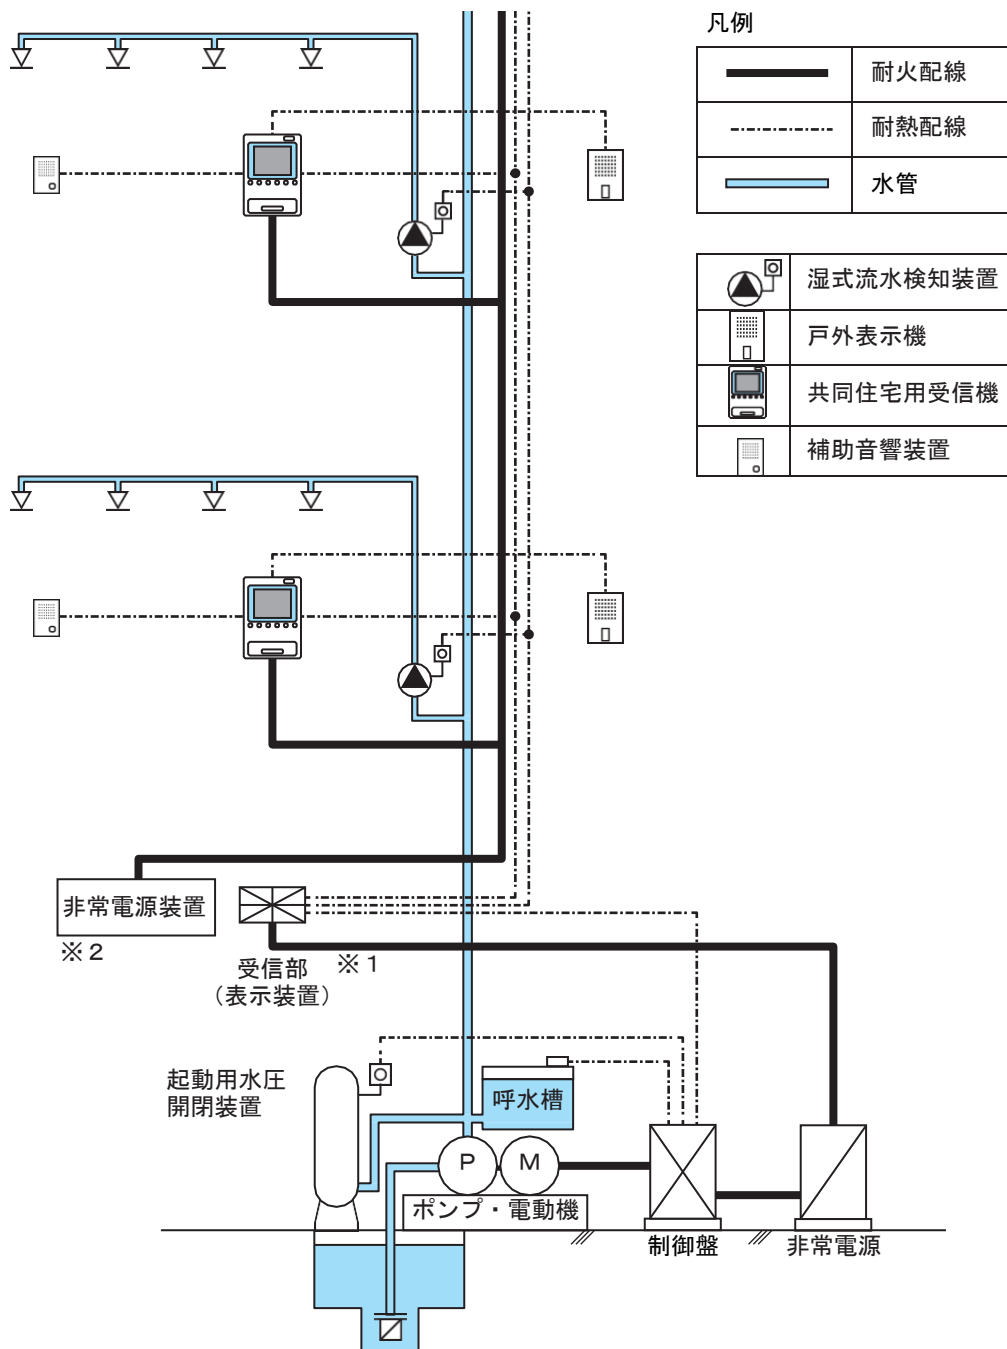 凡例
耐火配線
耐熱配線
水管
湿式流水検知装置
戸外表示機
共同住宅用受信機
補助音響装置
非常電源装置
※2
受信部
(表示装置)
※1
起動用水圧
開閉装置
呼水槽
P
M
ポンプ・電動機
制御盤
非常電源